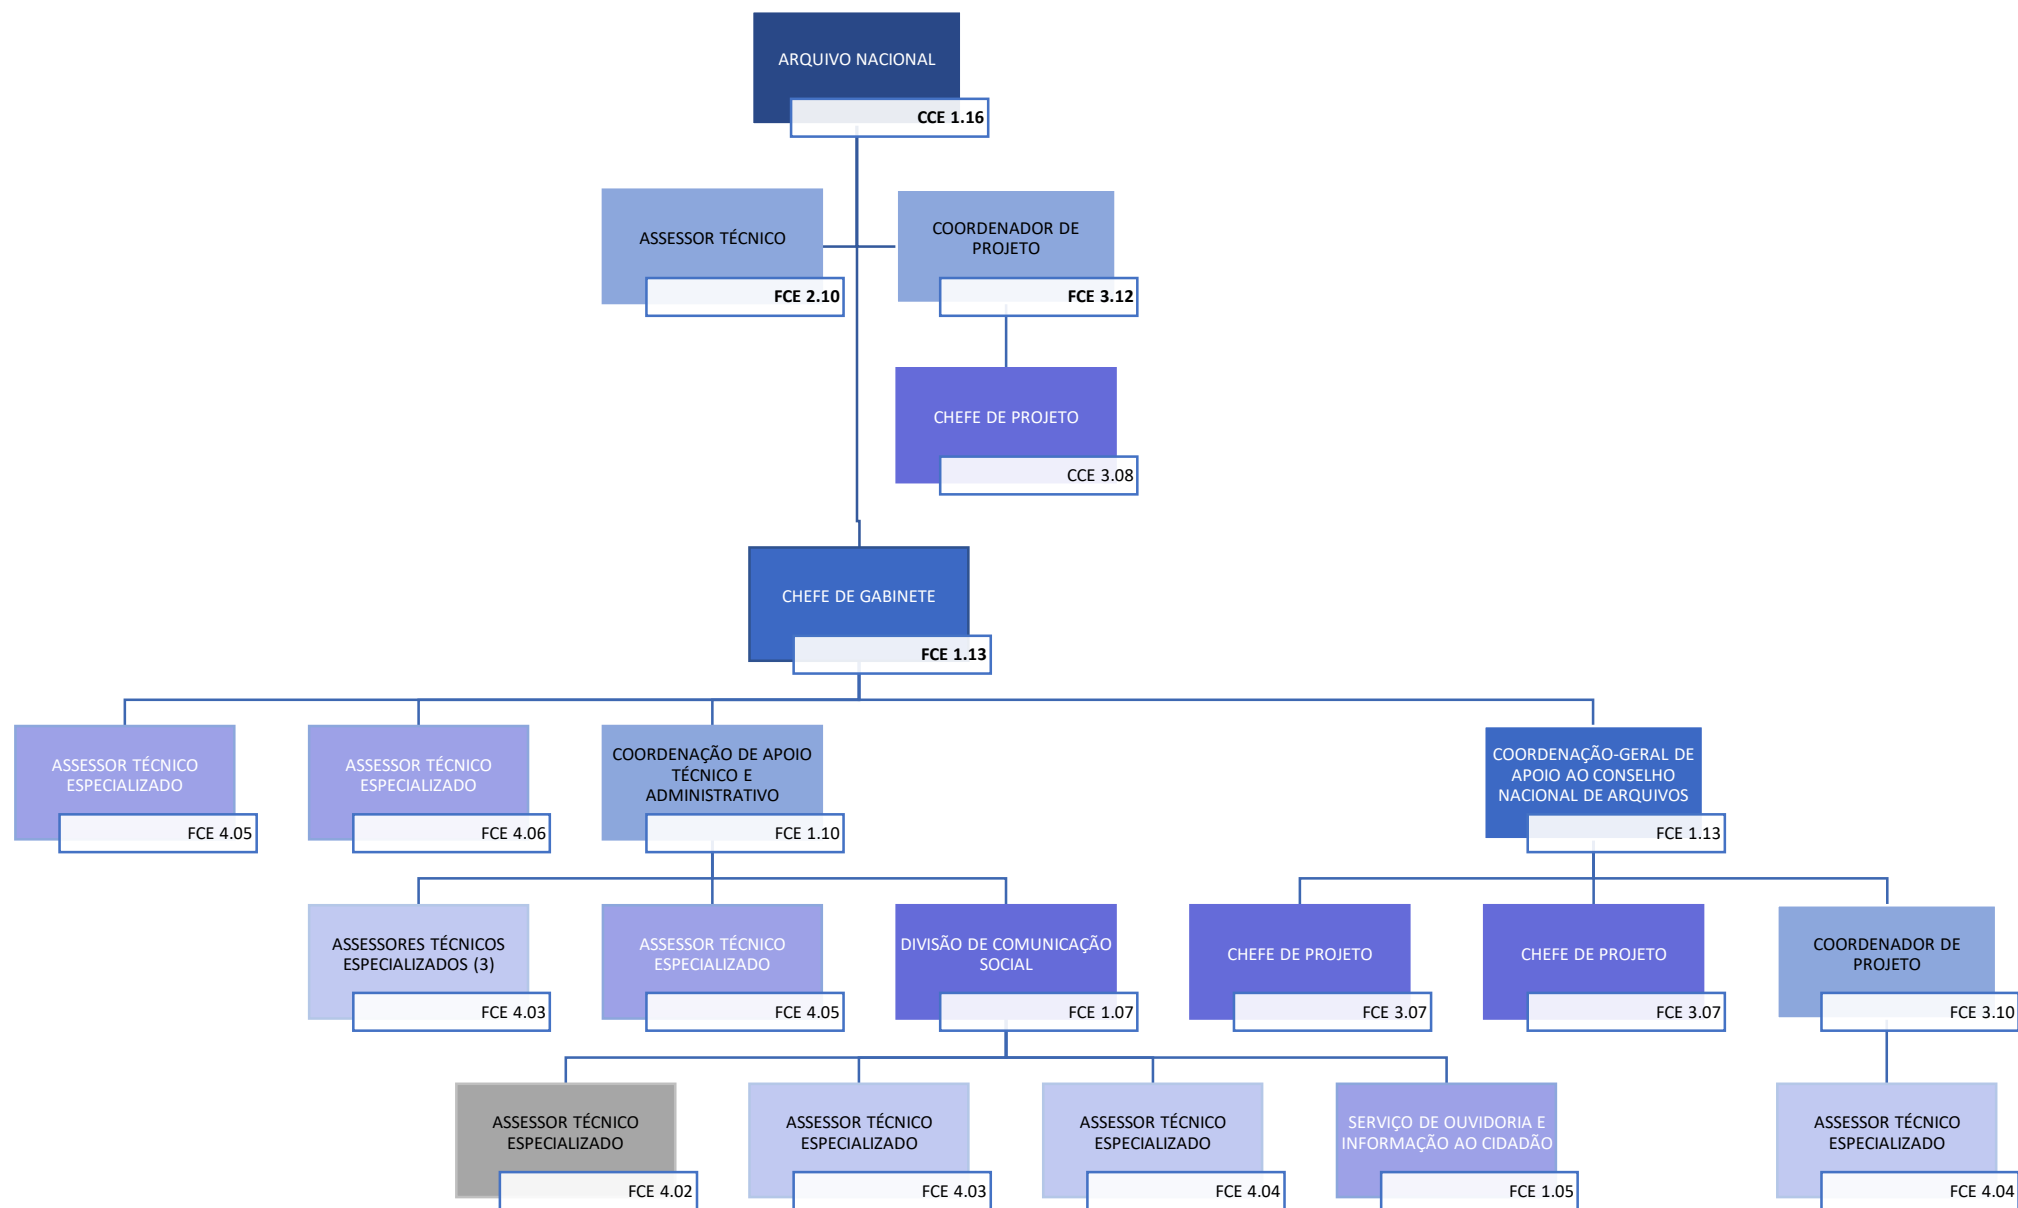 ARQUIVO NACIONAL
CCE 1.16
ASSESSOR TÉCNICO
FCE 2.10
COORDENADOR DE
PROJETO
FCE 3.12
CHEFE DE PROJETO
CCE 3.08
CHEFE DE GABINETE
FCE 1.13
ASSESSOR TÉCNICO
ESPECIALIZADO
FCE 4.05
ASSESSOR TÉCNICO
ESPECIALIZADO
FCE 4.06
COORDENAÇÃO DE APOIO
TÉCNICO E
ADMINISTRATIVO
FCE 1.10
COORDENAÇÃO-GERAL DE
APOIO AO CONSELHO
NACIONAL DE ARQUIVOS
FCE 1.13
ASSESSORES TÉCNICOS
ESPECIALIZADOS (3)
FCE 4.03
ASSESSOR TÉCNICO
ESPECIALIZADO
FCE 4.05
DIVISÃO DE COMUNICAÇÃO
SOCIAL
FCE 1.07
CHEFE DE PROJETO
FCE 3.07
CHEFE DE PROJETO
FCE 3.07
COORDENADOR DE
PROJETO
FCE 3.10
ASSESSOR TÉCNICO
ESPECIALIZADO
FCE 4.02
ASSESSOR TÉCNICO
ESPECIALIZADO
FCE 4.03
ASSESSOR TÉCNICO
ESPECIALIZADO
FCE 4.04
SERVIÇO DE OUVIDORIA E
INFORMAÇÃO AO CIDADÃO
FCE 1.05
ASSESSOR TÉCNICO
ESPECIALIZADO
FCE 4.04